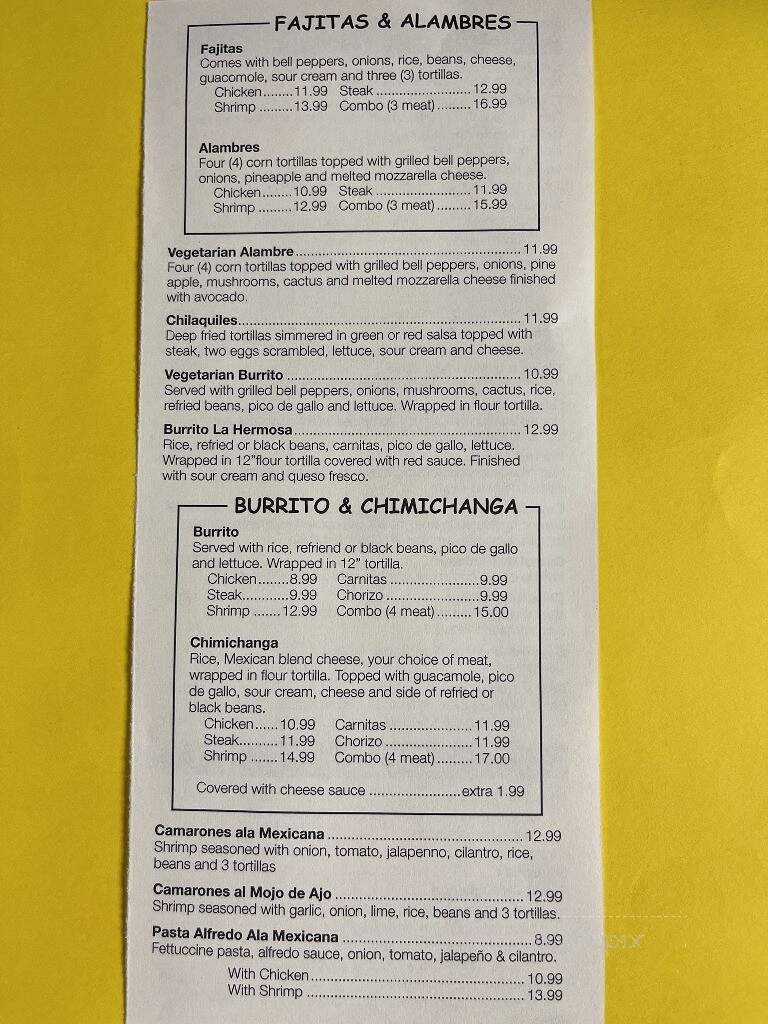 FAJITAS & ALAMBRES
Fajitas
Comes with bell peppers, onions, rice, beans, cheese,
guacomole, sour cream and three (3) tortillas.
Chicken........11.99 Steak ........................12.99
Shrimp .........13.99 Combo (3 meat).........16.99
Alambres
Four (4) corn tortillas topped with grilled bell peppers,
onions, pineapple and melted mozzarella cheese.
Chicken........10.99 Steak .........................11.99
Shrimp .........12.99 Combo (3 meat).........15.99
Vegetarian Alambre......................................................11.99
Four (4) corn tortillas topped with grilled bell peppers, onions, pine
apple, mushrooms, cactus and melted mozzarella cheese finished
with avocado.
Chilaquiles....................................................................11.99
Deep fried tortillas simmered in green or red salsa topped with
steak, two eggs scrambled, lettuce, sour cream and cheese.
Vegetarian Burrito ........................................................10.99
Served with grilled bell peppers, onions, mushrooms, cactus, rice,
refried beans, pico de gallo and lettuce. Wrapped in flour tortilla.
Burrito La Hermosa......................................................12.99
Rice, refried or black beans, carnitas, pico de gallo, lettuce.
Wrapped in 12"flour tortilla covered with red sauce. Finished
with sour cream and queso fresco.
BURRITO & CHIMICHANGA
Burrito
Served with rice, refriend or black beans, pico de gallo
and lettuce. Wrapped in 12" tortilla.
Chicken........8.99 Carnitas .......................9.99
Steak............9.99 Chorizo ........................9.99
Shrimp .......12.99 Combo (4 meat).........15.00
Chimichanga
Rice, Mexican blend cheese, your choice of meat,
wrapped in flour tortilla. Topped with guacamole, pico
de gallo, sour cream, cheese and side of refried or
black beans.
Chicken......10.99 Carnitas .....................11.99
Steak..........11.99 Chorizo ......................11.99
Shrimp .......14.99 Combo (4 meat).........17.00
Covered with cheese sauce .......................extra 1.99
Camarones ala Mexicana ..............................................12.99
Shrimp seasoned with onion, tomato, jalapenno, cilantro, rice,
beans and 3 tortillas
Camarones al Mojo de Ajo ............................................12.99
Shrimp seasoned with garlic, onion, lime, rice, beans and 3 tortillas.
Pasta Alfredo Ala Mexicana ............................................8.99
Fettuccine pasta, alfredo sauce, onion, tomato, jalapeño & cilantro.
With Chicken..................................................10.99
With Shrimp ..................................................13.99